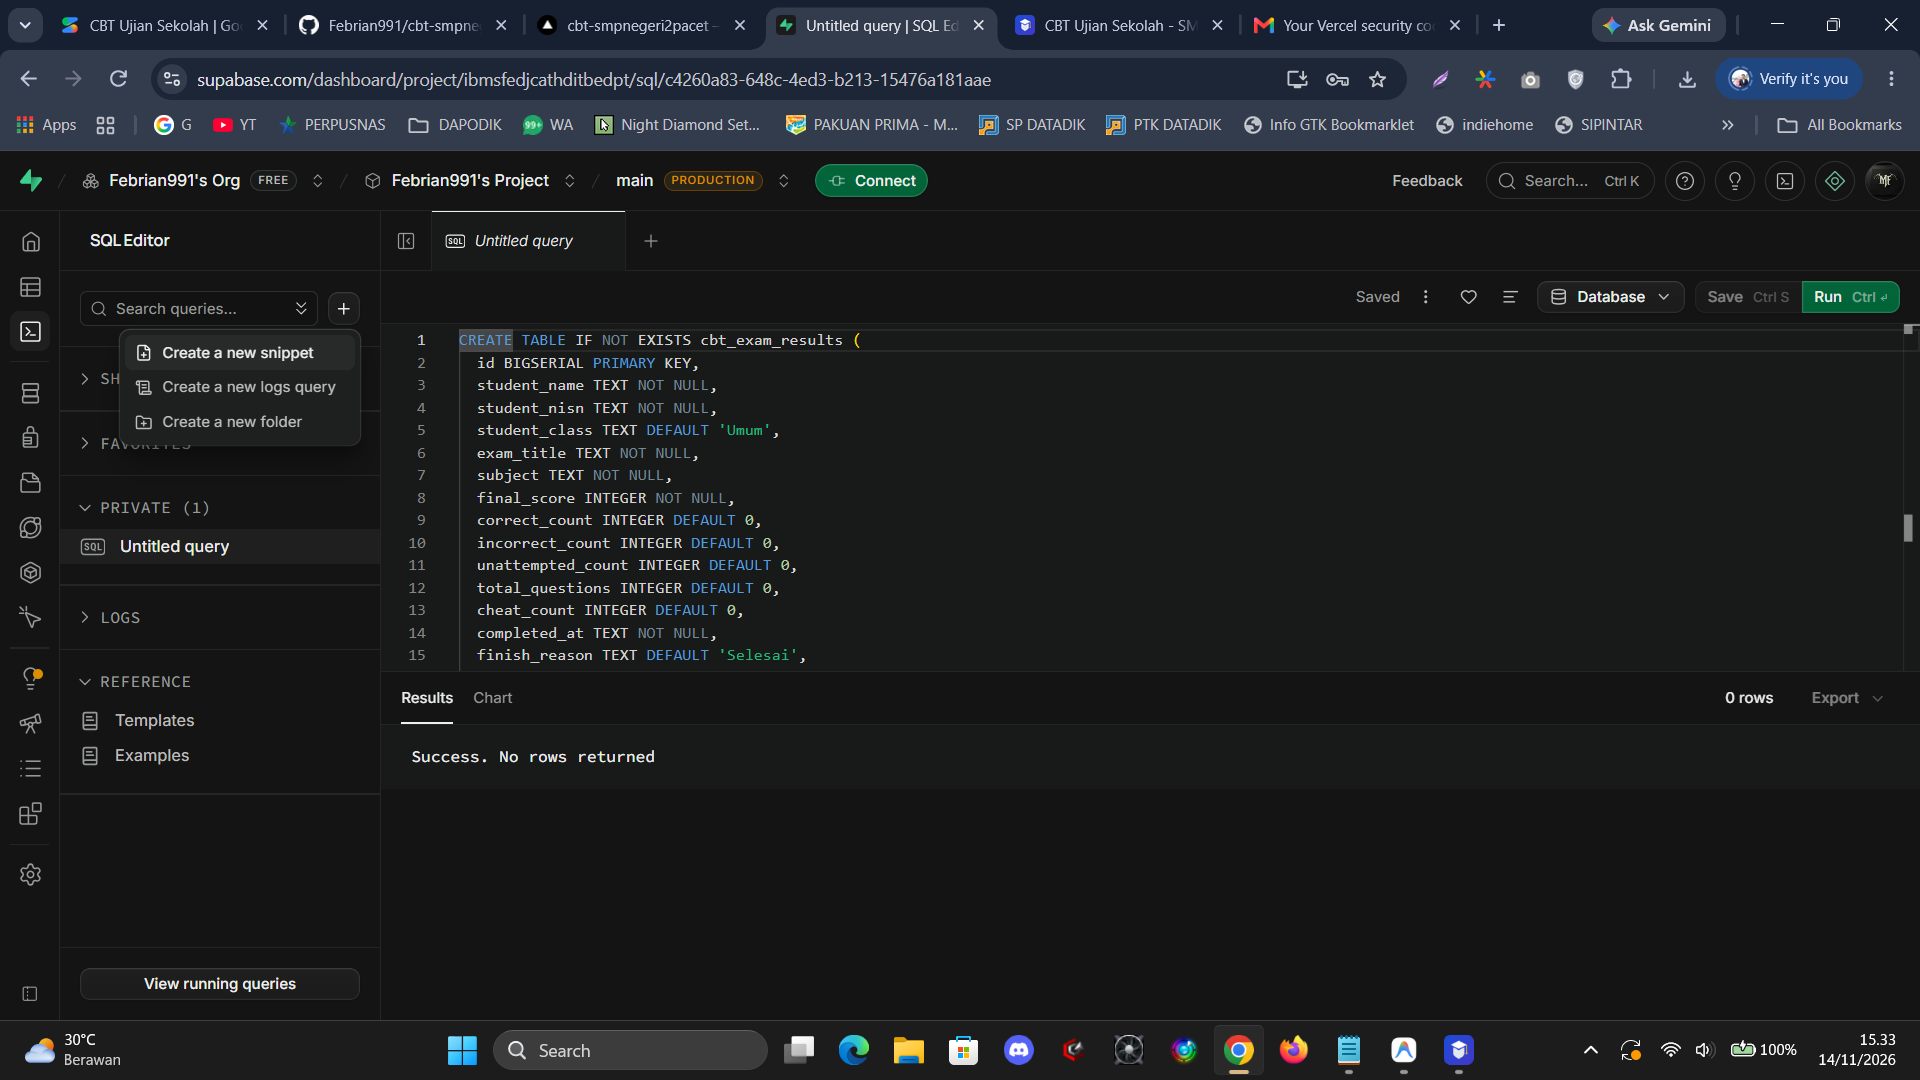 CBT Ujian Sekolah | Go
Febrian991/cbt-smpne
cbt-smpnegeri2pacet -
Untitled query | SQL Ed
CBT Ujian Sekolah - SM
Your Vercel security co
Ask Gemini
supabase.com/dashboard/project/ibmsfedjcathditbedpt/sql/c4260a83-648c-4ed3-b213-15476a181aae
Verify it's you
Apps
G
YT
PERPUSNAS
DAPODIK
99+
WA
Night Diamond Set...
PAKUAN PRIMA - M...
SP DATADIK
PTK DATADIK
Info GTK Bookmarklet
indiehome
SIPINTAR
All Bookmarks
Febrian991's Org
FREE
Febrian991's Project
main
PRODUCTION
Connect
Feedback
Search... Ctrl K
SQL Editor
SQL Untitled query
Search queries...
Saved
Database
Save Ctrl S
Run Ctrl
Create a new snippet
Create a new logs query
Create a new folder
SH
FAVORITES
PRIVATE (1)
SQL Untitled query
LOGS
REFERENCE
Templates
Examples
View running queries
1 CREATE TABLE IF NOT EXISTS cbt_exam_results (
2 id BIGSERIAL PRIMARY KEY,
3 student_name TEXT NOT NULL,
4 student_nisn TEXT NOT NULL,
5 student_class TEXT DEFAULT 'Umum',
6 exam_title TEXT NOT NULL,
7 subject TEXT NOT NULL,
8 final_score INTEGER NOT NULL,
9 correct_count INTEGER DEFAULT 0,
10 incorrect_count INTEGER DEFAULT 0,
11 unattempted_count INTEGER DEFAULT 0,
12 total_questions INTEGER DEFAULT 0,
13 cheat_count INTEGER DEFAULT 0,
14 completed_at TEXT NOT NULL,
15 finish_reason TEXT DEFAULT 'Selesai',
Results
Chart
0 rows
Export
Success. No rows returned
30°C
Berawan
Search
100%
15.33
14/11/2026